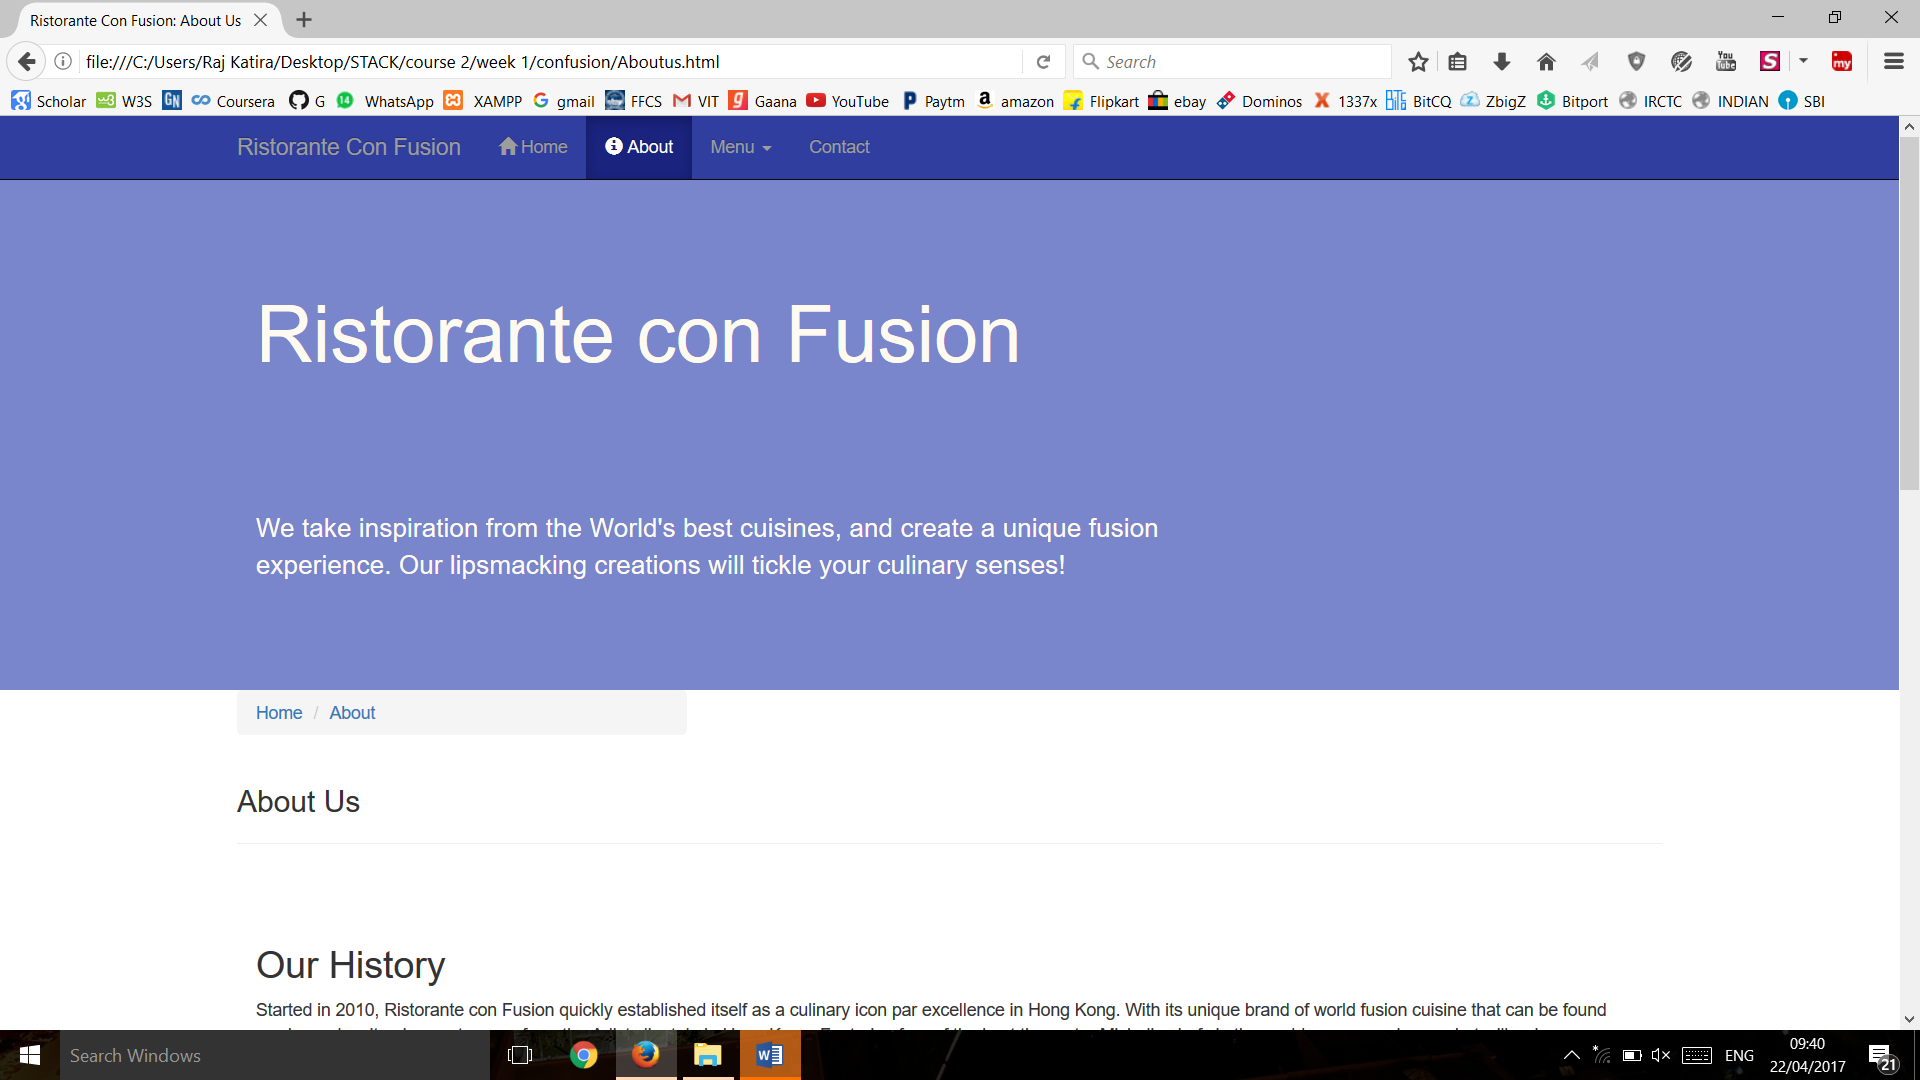 Ristorante Con Fusion: About Us
file:///C:/Users/Raj Katira/Desktop/STACK/course 2/week 1/confusion/Aboutus.html
Search
You Tube
S
my
Scholar W3S GN Coursera G 14 WhatsApp XAMPP G gmail FFCS VIT g Gaana YouTube P Paytm a amazon Flipkart ebay Dominos X 1337x BitCQ Z ZbigZ Bitport IRCTC INDIAN SBI
Ristorante Con Fusion Home About Menu Contact
Ristorante con Fusion
We take inspiration from the World's best cuisines, and create a unique fusion
experience. Our lipsmacking creations will tickle your culinary senses!
Home / About
About Us
Our History
Started in 2010, Ristorante con Fusion quickly established itself as a culinary icon par excellence in Hong Kong. With its unique brand of world fusion cuisine that can be found
Search Windows
ENG
09:40
22/04/2017
21